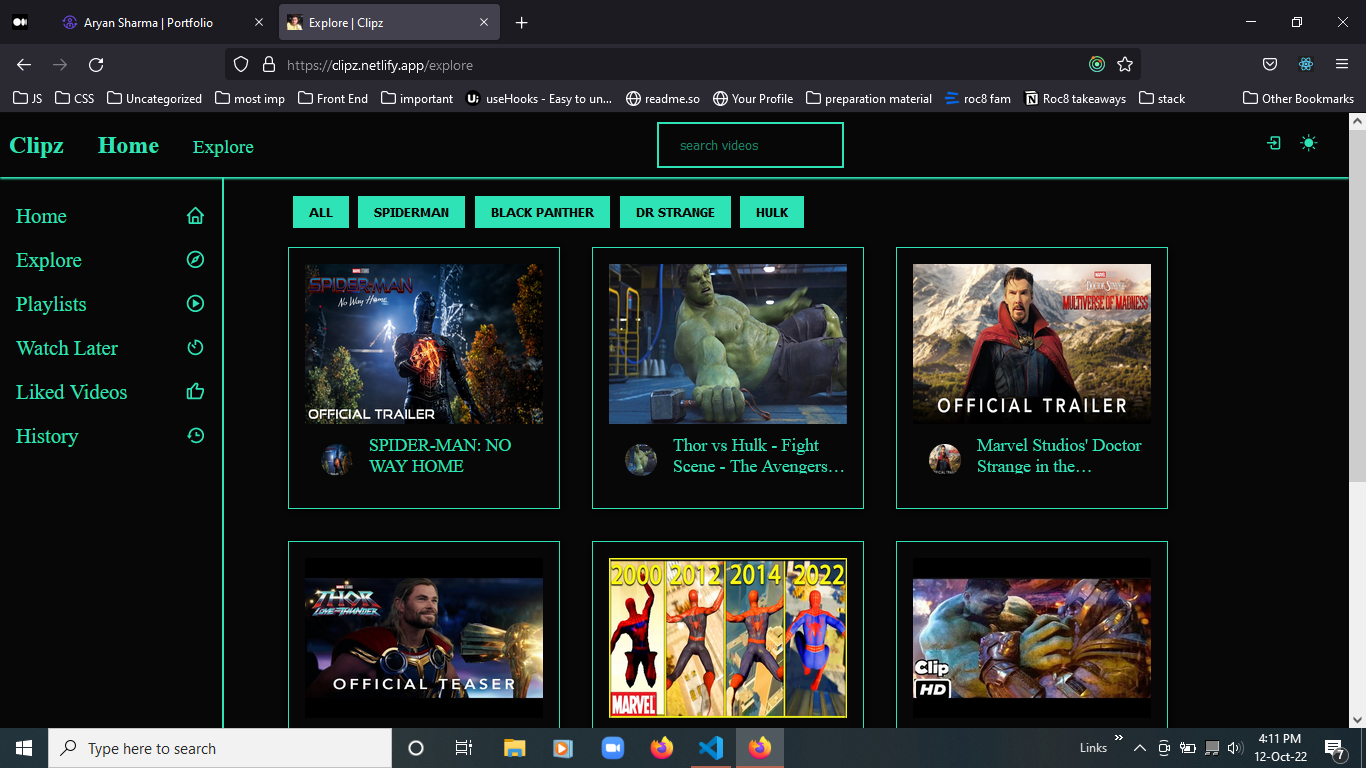 Aryan Sharma | Portfolio
Explore | Clipz
https://clipz.netlify.app/explore
JS CSS Uncategorized most imp Front End important useHooks - Easy to un... readme.so Your Profile preparation material roc8 fam Roc8 takeaways stack Other Bookmarks
Clipz Home Explore
search videos
Home
Explore
Playlists
Watch Later
Liked Videos
History
ALL SPIDERMAN BLACK PANTHER DR STRANGE HULK
SPIDER-MAN
No Way Home
OFFICIAL TRAILER
SPIDER-MAN: NO
WAY HOME
Thor vs Hulk - Fight
Scene - The Avengers…
MARVEL
DOCTOR STRANGE
MULTIVERSE OF MADNESS
OFFICIAL TRAILER
Marvel Studios' Doctor
Strange in the…
THOR
LOVE AND THUNDER
OFFICIAL TEASER
2000 2012 2014 2022
MARVEL
Clip
HD
Type here to search
Links
4:11 PM
12-Oct-22
7